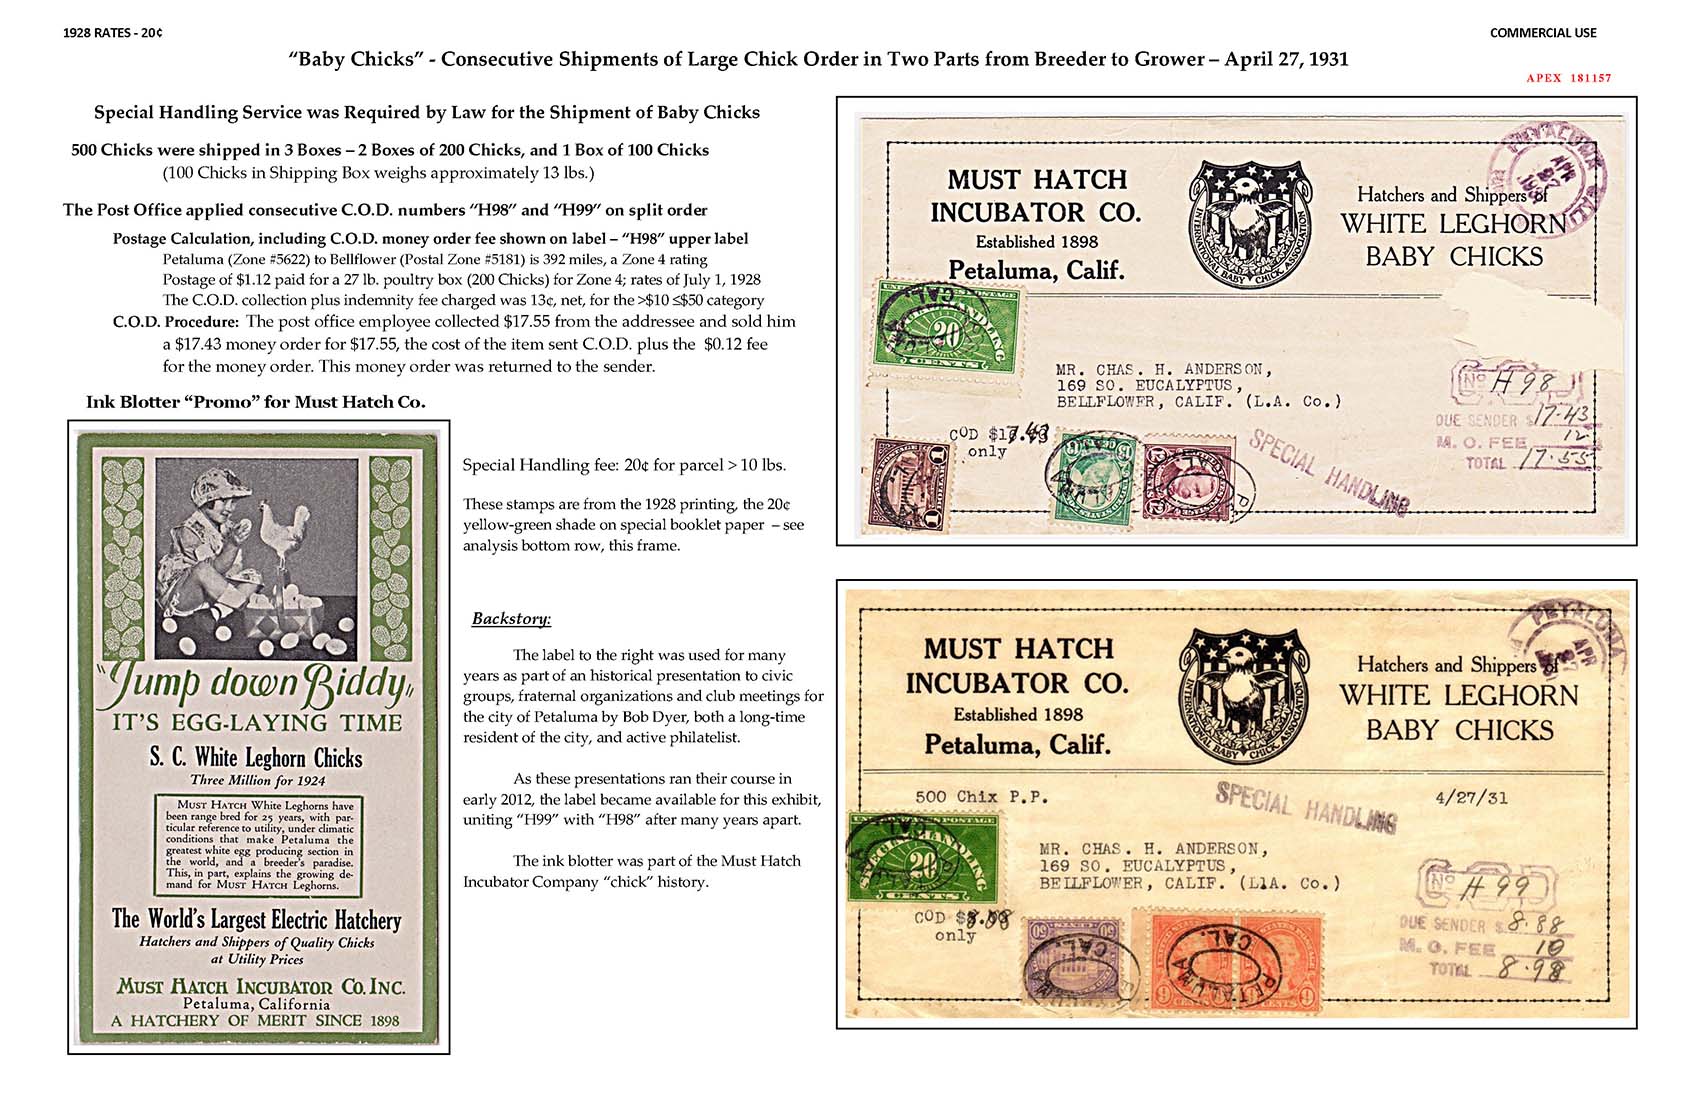 1928 RATES - 20¢
COMMERCIAL USE
“Baby Chicks” - Consecutive Shipments of Large Chick Order in Two Parts from Breeder to Grower – April 27, 1931
APEX 181157
Special Handling Service was Required by Law for the Shipment of Baby Chicks
500 Chicks were shipped in 3 Boxes – 2 Boxes of 200 Chicks, and 1 Box of 100 Chicks
(100 Chicks in Shipping Box weighs approximately 13 lbs.)
The Post Office applied consecutive C.O.D. numbers “H98” and “H99” on split order
Postage Calculation, including C.O.D. money order fee shown on label – “H98” upper label
Petaluma (Zone #5622) to Bellflower (Postal Zone #5181) is 392 miles, a Zone 4 rating
Postage of $1.12 paid for a 27 lb. poultry box (200 Chicks) for Zone 4; rates of July 1, 1928
The C.O.D. collection plus indemnity fee charged was 13¢, net, for the >$10 ≤$50 category
C.O.D. Procedure: The post office employee collected $17.55 from the addressee and sold him
a $17.43 money order for $17.55, the cost of the item sent C.O.D. plus the $0.12 fee
for the money order. This money order was returned to the sender.
Ink Blotter “Promo” for Must Hatch Co.
"Jump down Biddy"
IT'S EGG-LAYING TIME
S. C. White Leghorn Chicks
Three Million for 1924
MUST HATCH White Leghorns have
been range bred for 25 years, with par-
ticular reference to utility, under climatic
conditions that make Petaluma the
greatest white egg producing section in
the world, and a breeder's paradise.
This, in part, explains the growing de-
mand for MUST HATCH Leghorns.
The World's Largest Electric Hatchery
Hatchers and Shippers of Quality Chicks
at Utility Prices
MUST HATCH INCUBATOR CO. INC.
Petaluma, California
A HATCHERY OF MERIT SINCE 1898
Special Handling fee: 20¢ for parcel > 10 lbs.
These stamps are from the 1928 printing, the 20¢
yellow-green shade on special booklet paper – see
analysis bottom row, this frame.
Backstory:
The label to the right was used for many
years as part of an historical presentation to civic
groups, fraternal organizations and club meetings for
the city of Petaluma by Bob Dyer, both a long-time
resident of the city, and active philatelist.
As these presentations ran their course in
early 2012, the label became available for this exhibit,
uniting “H99” with “H98” after many years apart.
The ink blotter was part of the Must Hatch
Incubator Company “chick” history.
MUST HATCH
INCUBATOR CO.
Established 1898
Petaluma, Calif.
INTERNATIONAL BABY CHICK ASSOCIATION
Hatchers and Shippers of
WHITE LEGHORN
BABY CHICKS
PETALUMA
APR
27
1931
20
CENTS
CAL.
MR. CHAS. H. ANDERSON,
169 SO. EUCALYPTUS,
BELLFLOWER, CALIF. (L.A. Co.)
COD
only
SPECIAL HANDLING
No H 98
DUE SENDER $ 17.43
M. O. FEE 12
TOTAL 17.55
MUST HATCH
INCUBATOR CO.
Established 1898
Petaluma, Calif.
INTERNATIONAL BABY CHICK ASSOCIATION
Hatchers and Shippers of
WHITE LEGHORN
BABY CHICKS
PETALUMA
APR
27
500 Chix P.P.
SPECIAL HANDLING
4/27/31
20
CAL.
MR. CHAS. H. ANDERSON,
169 SO. EUCALYPTUS,
BELLFLOWER, CALIF. (L1A. Co.)
COD
only
60
CAL.
9
PETALUMA
CAL.
9
No H 99
DUE SENDER $ 8.88
M. O. FEE 10
TOTAL 8.98